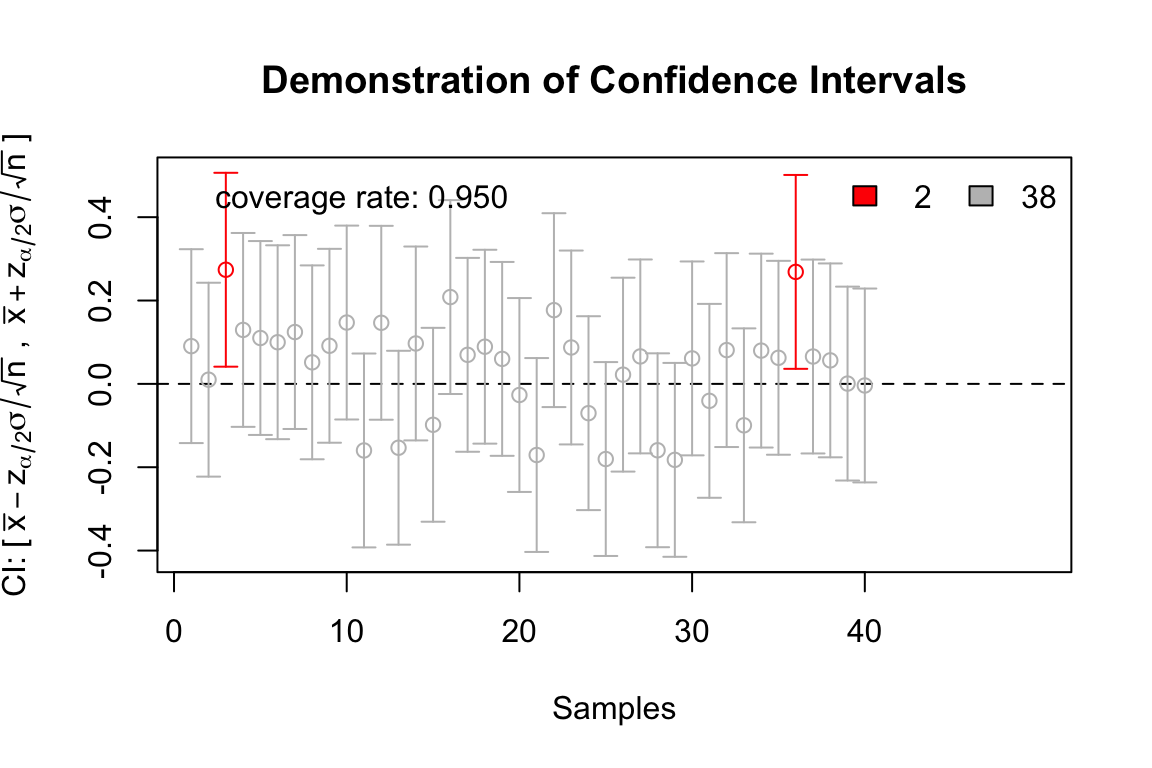 Demonstration of Confidence Intervals
CI: [ x̅ − z_{α/2}σ/√n , x̅ + z_{α/2}σ/√n ]
coverage rate: 0.950
2
38
0.4
0.2
0.0
-0.2
-0.4
0 10 20 30 40
Samples